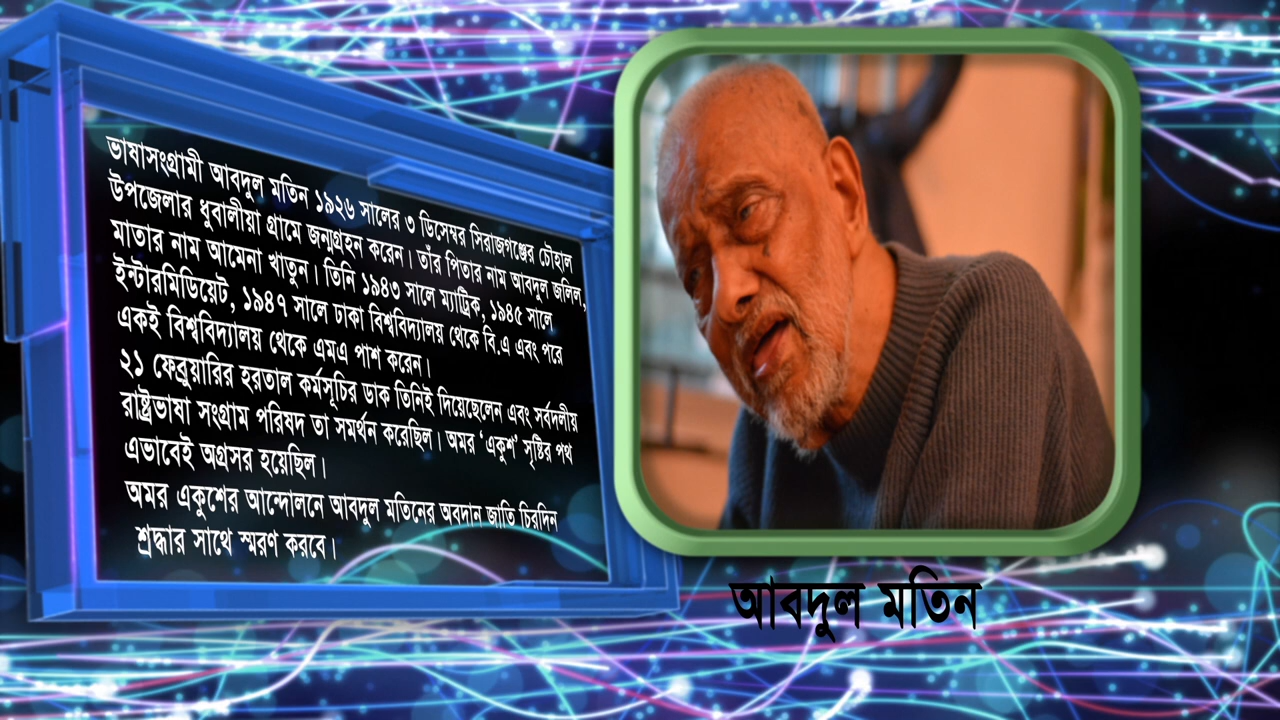 ভাষাসংগ্রামী আবদুল মতিন ১৯২৬ সালের ৩ ডিসেম্বর সিরাজগঞ্জের চৌহাল
উপজেলার ধুবালীয়া গ্রামে জন্মগ্রহন করেন। তাঁর পিতার নাম আবদুল জলিল,
মাতার নাম আমেনা খাতুন। তিনি ১৯৪৩ সালে ম্যাট্রিক, ১৯৪৫ সালে
ইন্টারমিডিয়েট, ১৯৪৭ সালে ঢাকা বিশ্ববিদ্যালয় থেকে বি.এ এবং পরে
একই বিশ্ববিদ্যালয় থেকে এমএ পাশ করেন।
২১ ফেব্রুয়ারির হরতাল কর্মসূচির ডাক তিনিই দিয়েছেলেন এবং সর্বদলীয়
রাষ্ট্রভাষা সংগ্রাম পরিষদ তা সমর্থন করেছিল। অমর ‘একুশ’ সৃষ্টির পথ
এভাবেই অগ্রসর হয়েছিল।
অমর একুশের আন্দোলনে আবদুল মতিনের অবদান জাতি চিরদিন
শ্রদ্ধার সাথে স্মরণ করবে।
আবদুল মতিন